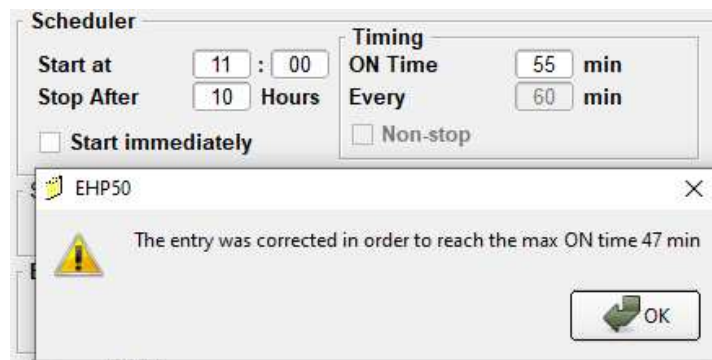 Scheduler
Start at 11 : 00
Stop After 10 Hours
Start immediately
Timing
ON Time 55 min
Every 60 min
Non-stop
EHP50
The entry was corrected in order to reach the max ON time 47 min
OK